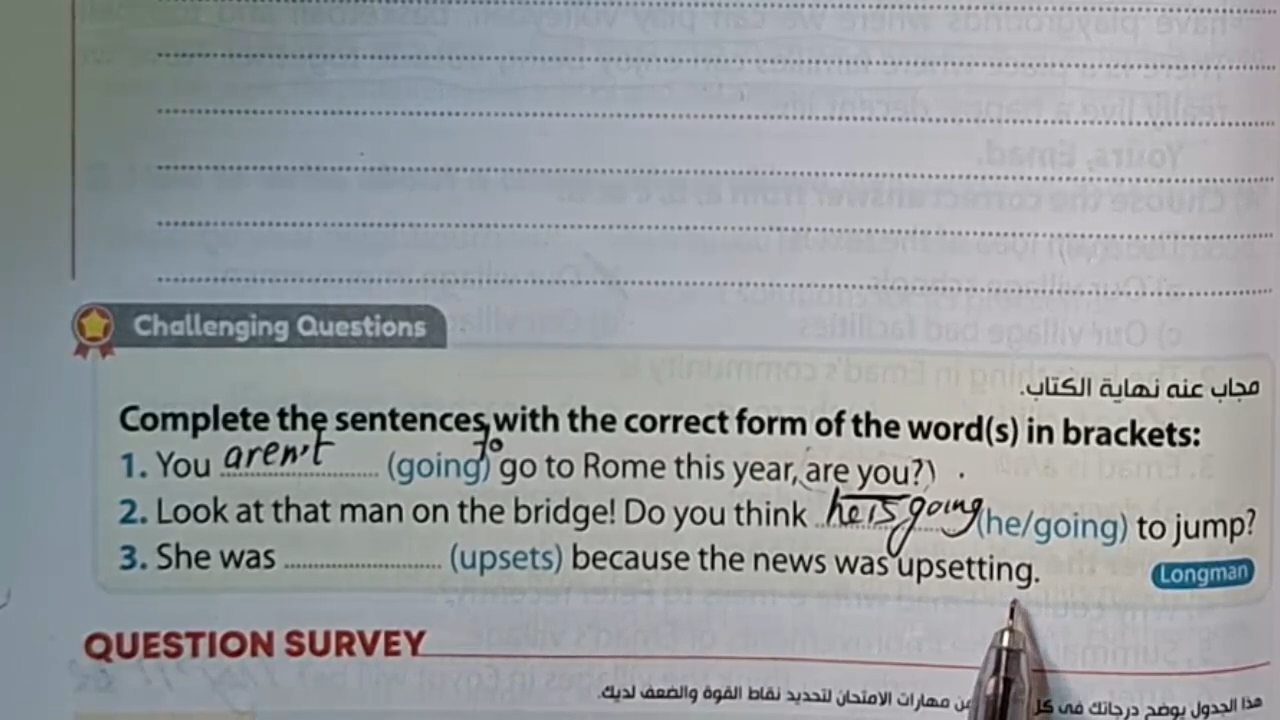 Challenging Questions
مجاب عنه نهاية الكتاب.
Complete the sentences with the correct form of the word(s) in brackets:
1. You aren't (going) to go to Rome this year, are you?
2. Look at that man on the bridge! Do you think he is going (he/going) to jump?
3. She was ........................ (upsets) because the news was upsetting.
Longman
QUESTION SURVEY
هذا الجدول يوضح درجاتك فى كل من مهارات الامتحان لتحديد نقاط القوة والضعف لديك.